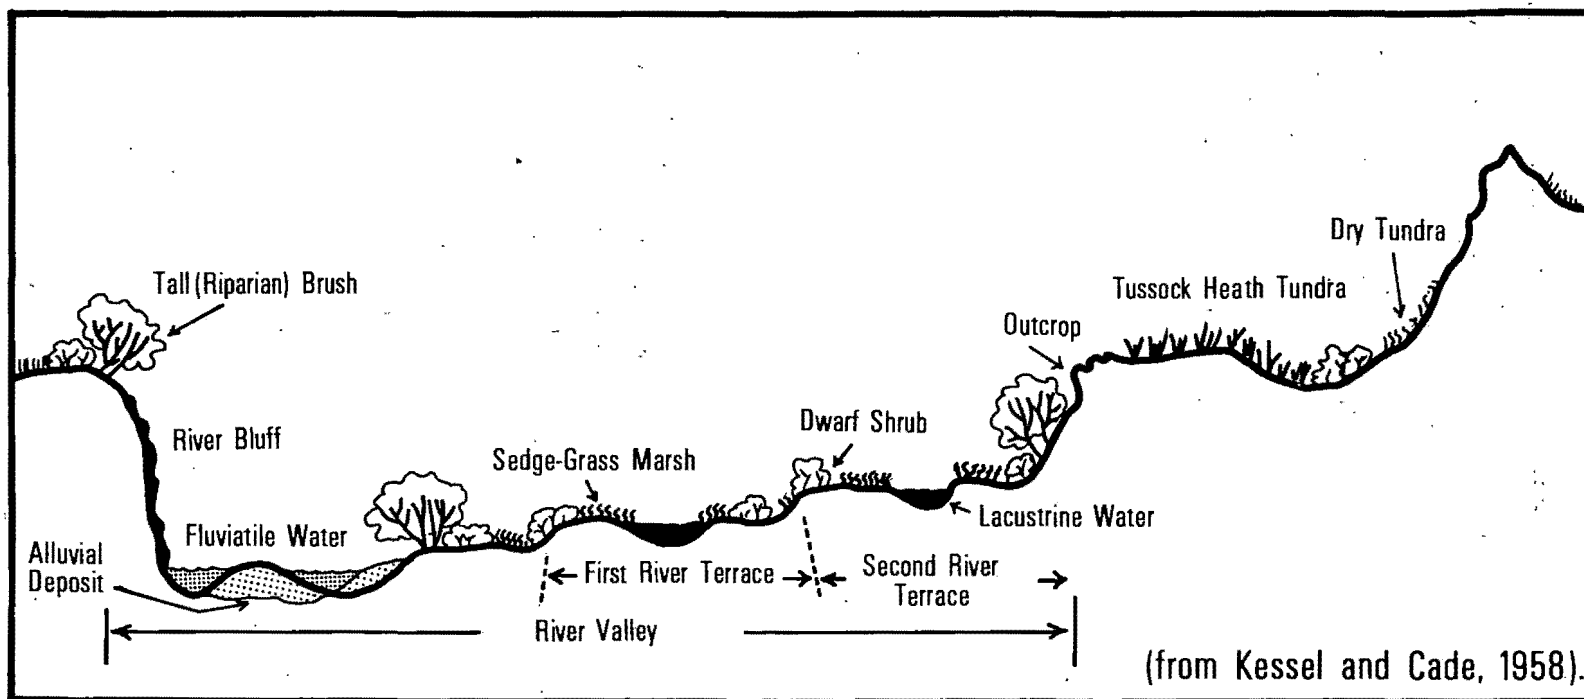 Dry Tundra
Tall (Riparian) Brush
Tussock Heath Tundra
Outcrop
Dwarf Shrub
River Bluff
Sedge-Grass Marsh
Lacustrine Water
Fluviatile Water
Alluvial
Deposit
First River Terrace
Second River
Terrace
River Valley
(from Kessel and Cade, 1958).